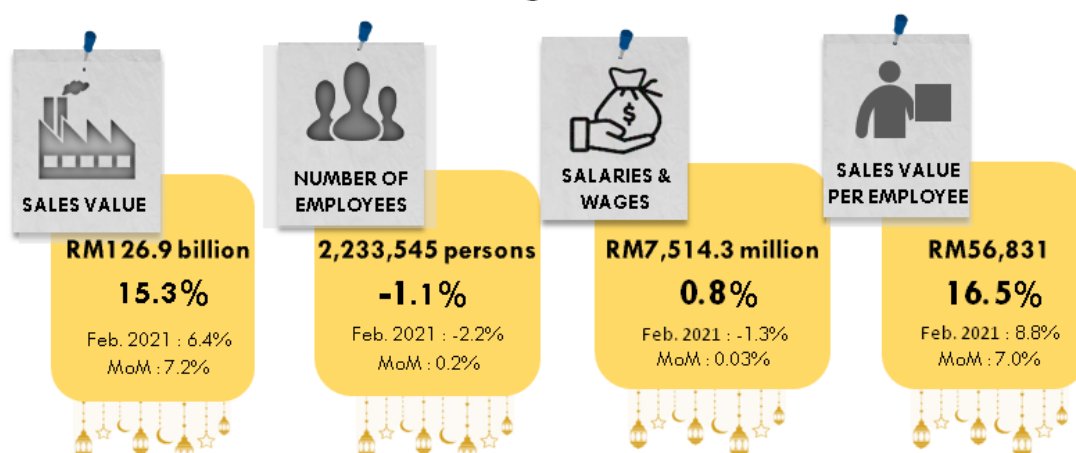 SALES VALUE
RM126.9 billion
15.3%
Feb. 2021 : 6.4%
MoM : 7.2%
NUMBER OF
EMPLOYEES
2,233,545 persons
-1.1%
Feb. 2021 : -2.2%
MoM : 0.2%
$
SALARIES &
WAGES
RM7,514.3 million
0.8%
Feb. 2021 : -1.3%
MoM : 0.03%
SALES VALUE
PER EMPLOYEE
RM56,831
16.5%
Feb. 2021 : 8.8%
MoM : 7.0%